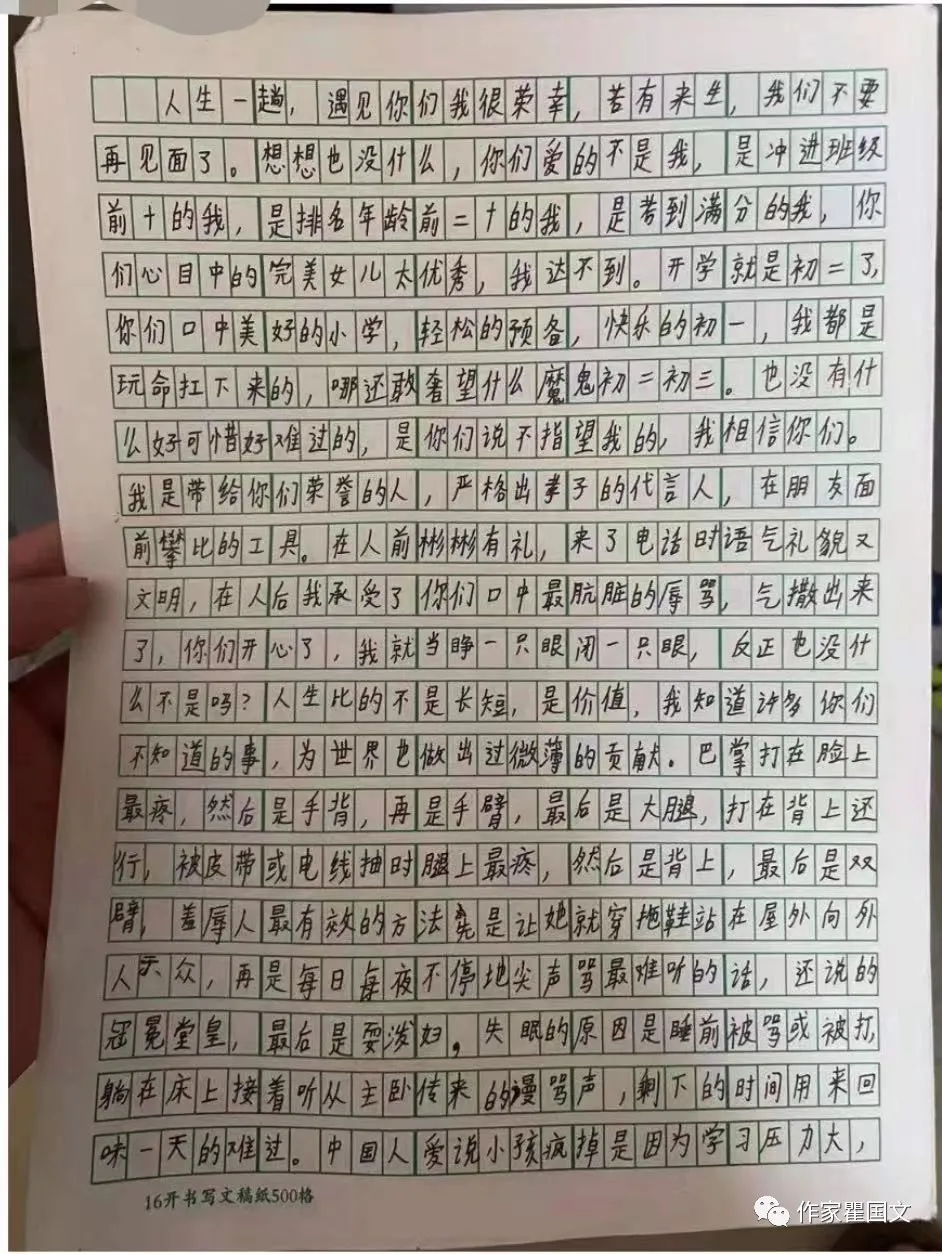 人生一趟，遇见你们我很荣幸，苦有来生，我们不要
再见面了。想想也没什么，你们爱的不是我，是冲进班级
前十的我，是排名年龄前二十的我，是考到满分的我，你
们心目中的完美女儿太优秀，我达不到。开学就是初二了，
你们口中美好的小学，轻松的预备，快乐的初一，我都是
玩命扛下来的，哪还敢奢望什么魔鬼初二初三。也没有什
么好可惜好难过的，是你们说不指望我的，我相信你们。
我是带给你们荣誉的人，严格出孝子的代言人，在朋友面
前攀比的工具。在人前彬彬有礼，来了电话时语气礼貌又
文明，在人后我承受了你们口中最肮脏的辱骂，气撒出来
了，你们开心了，我就当睁一只眼闭一只眼，反正也没什
么不是吗？人生比的不是长短，是价值，我知道许多你们
不知道的事，为世界也做出过微薄的贡献。巴掌打在脸上
最疼，然后是手背，再是手臂，最后是大腿，打在背上还
行，被皮带或电线抽时腿上最疼，然后是背上，最后是双
臂，羞辱人最有效的方法是让她就穿拖鞋站在屋外向外
人示众，再是每日每夜不停地尖声骂最难听的话，还说的
冠冕堂皇，最后是耍泼妇。失眠的原因是睡前被骂或被打，
躺在床上接着听从主卧传来的谩骂声，剩下的时间用来回
味一天的难过。中国人爱说小孩疯掉是因为学习压力大，
16开书写文稿纸500格
作家瞿国文